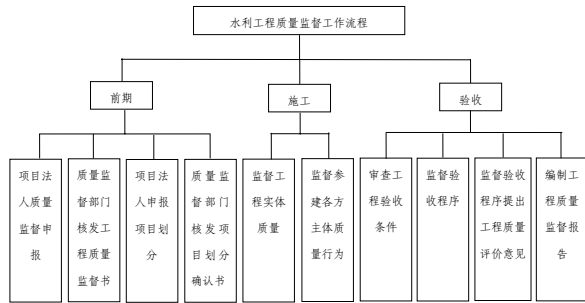 水利工程质量监督工作流程
前期
施工
验收
项目法
人质量
监督申
报
质量监
督部门
核发工
程质量
监督书
项目法
人申报
项目划
分
质量监
督部门
核发项
目划分
确认书
监督工
程实体
质量
监督参
建各方
主体质
量行为
审查工
程验收
条件
监督验
收程序
监督验收
程序提出
工程质量
评价意见
编制工
程质量
监督报
告